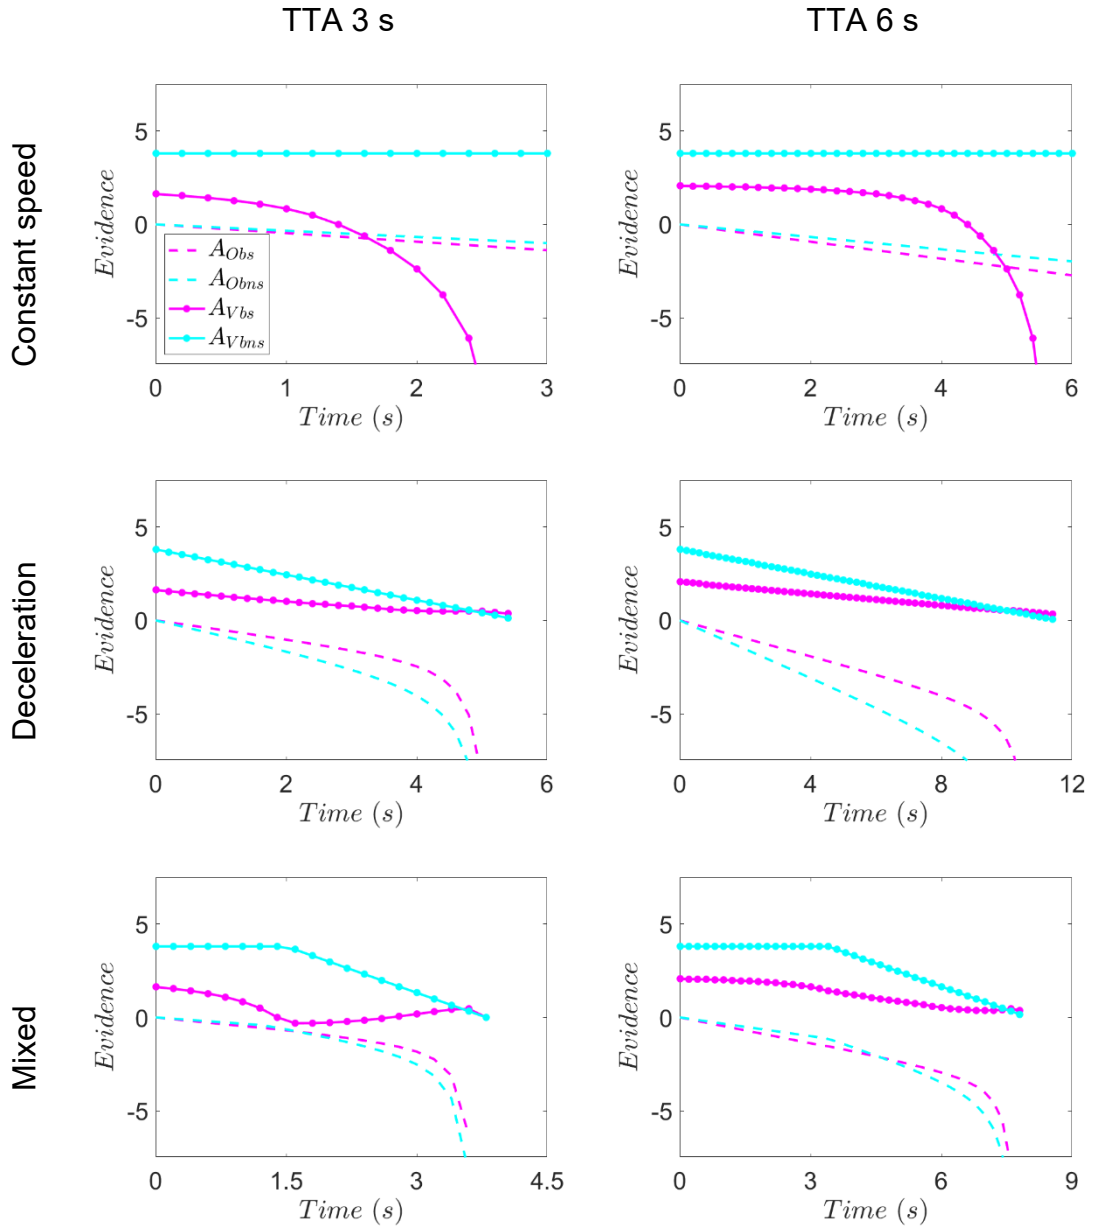 TTA 3 s
TTA 6 s
Constant speed
Evidence
5
0
-5
A_Obs
A_Obns
A_Vbs
A_Vbns
0 1 2 3
Time (s)
Evidence
5
0
-5
0 2 4 6
Time (s)
Deceleration
Evidence
5
0
-5
0 2 4 6
Time (s)
Evidence
5
0
-5
0 4 8 12
Time (s)
Mixed
Evidence
5
0
-5
0 1.5 3 4.5
Time (s)
Evidence
5
0
-5
0 3 6 9
Time (s)